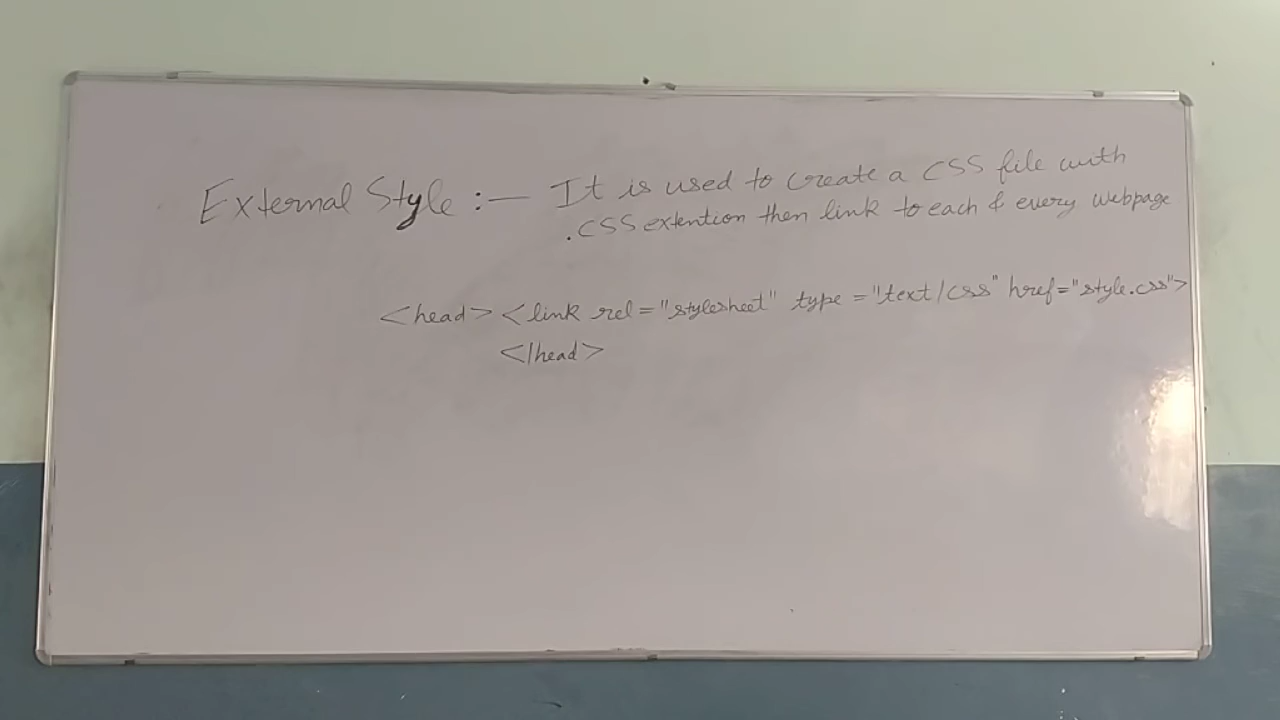 External Style :— It is used to create a CSS file with
.CSS extention then link to each & every webpage
<head> <link rel="stylesheet" type="text/css" href="style.css">
</head>